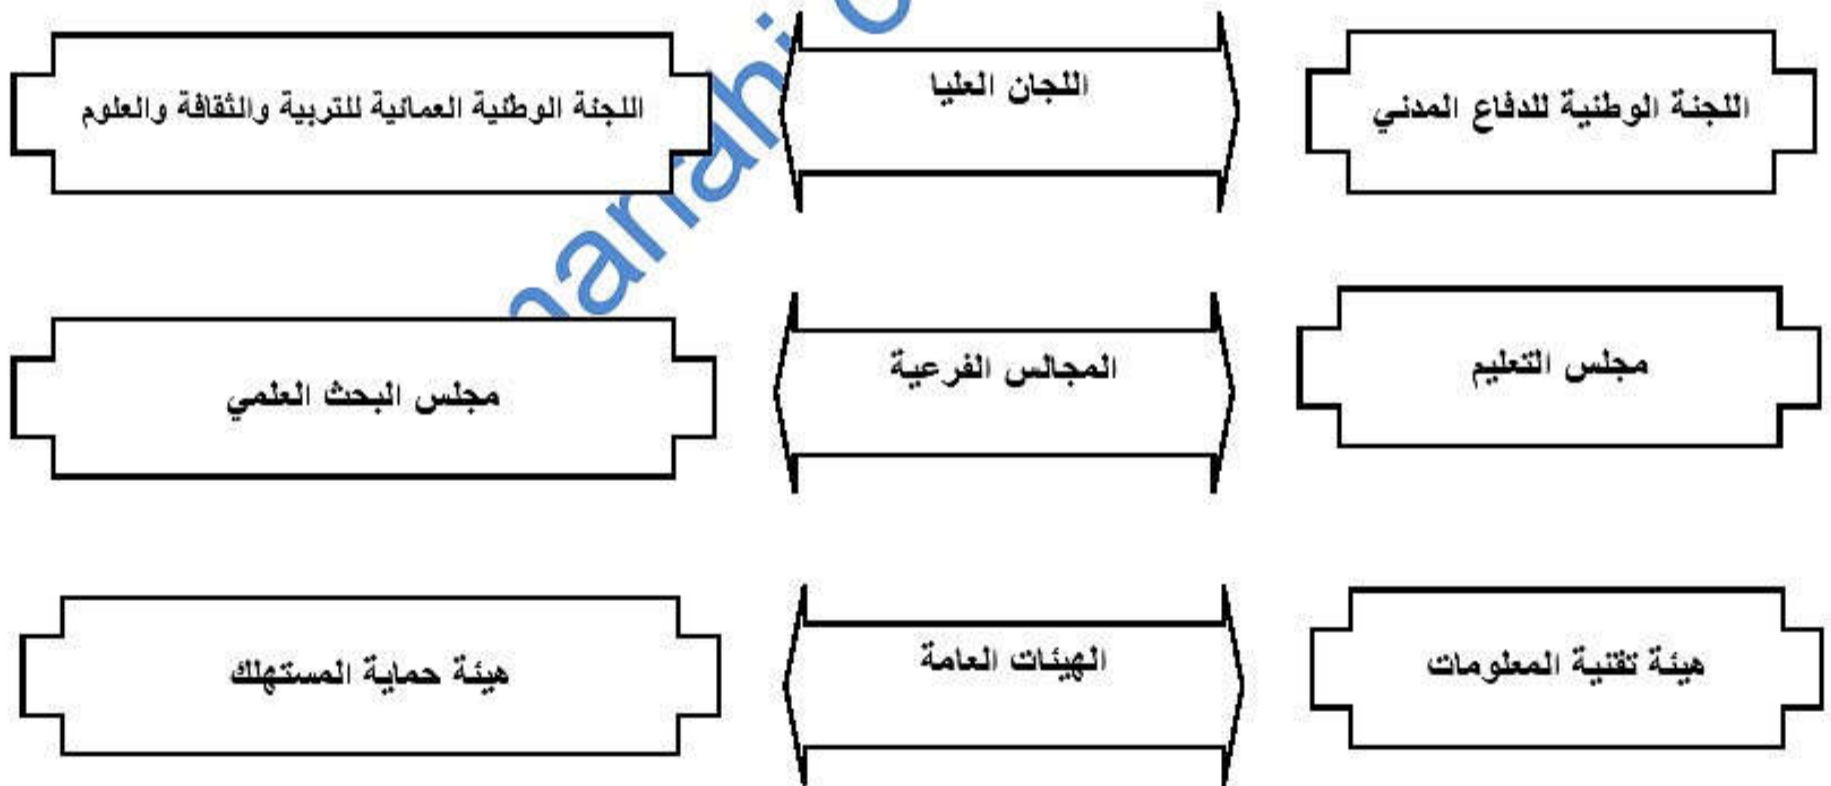 اللجنة الوطنية للدفاع المدني
اللجان العليا
اللجنة الوطنية العمانية للتربية والثقافة والعلوم
مجلس التعليم
المجالس الفرعية
مجلس البحث العلمي
هيئة تقنية المعلومات
الهيئات العامة
هيئة حماية المستهلك